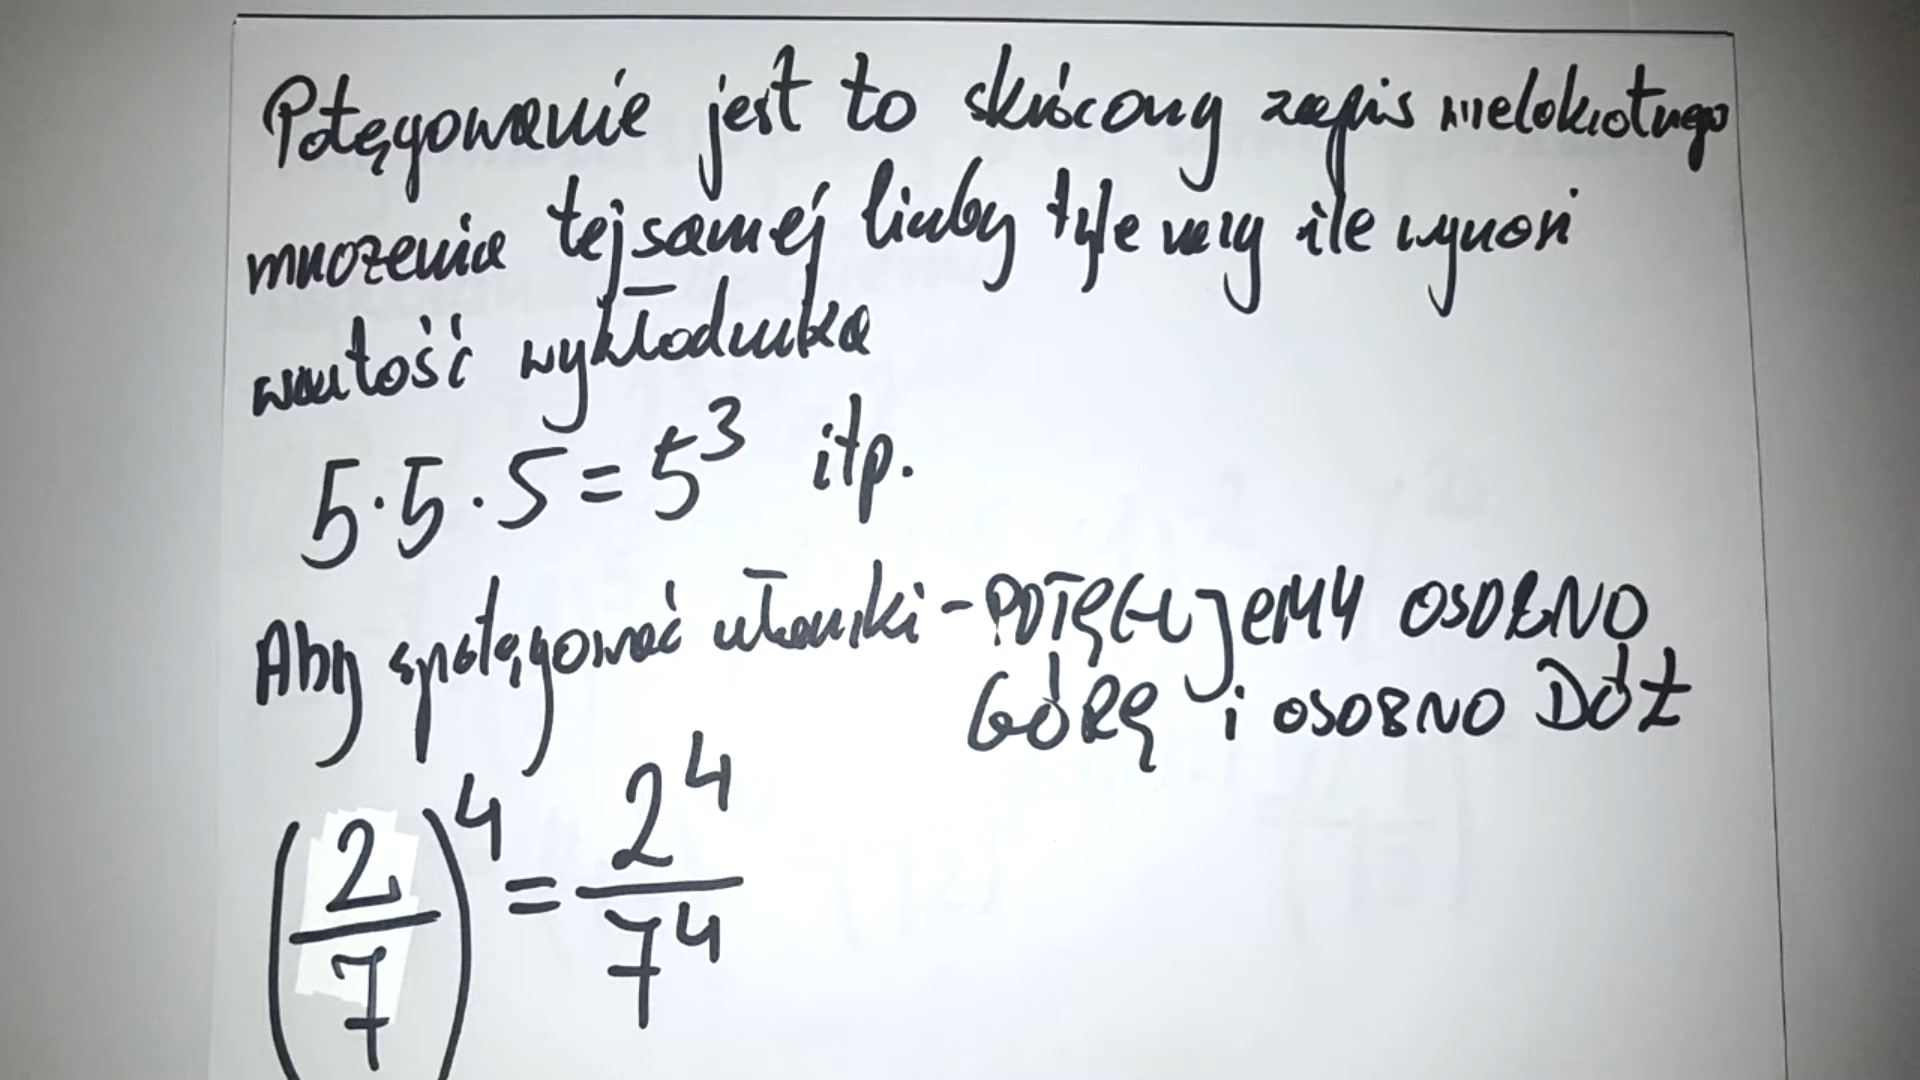 Potęgowanie jest to skrócony zapis wielokrotnego
mnożenia tej samej liczby tyle razy ile wynosi
wartość wykładnika
5·5·5=5³ itp.
Aby spotęgować ułamki - POTĘGUJEMY OSOBNO
GÓRĘ i OSOBNO DÓŁ
(2/7)⁴ = 2⁴/7⁴